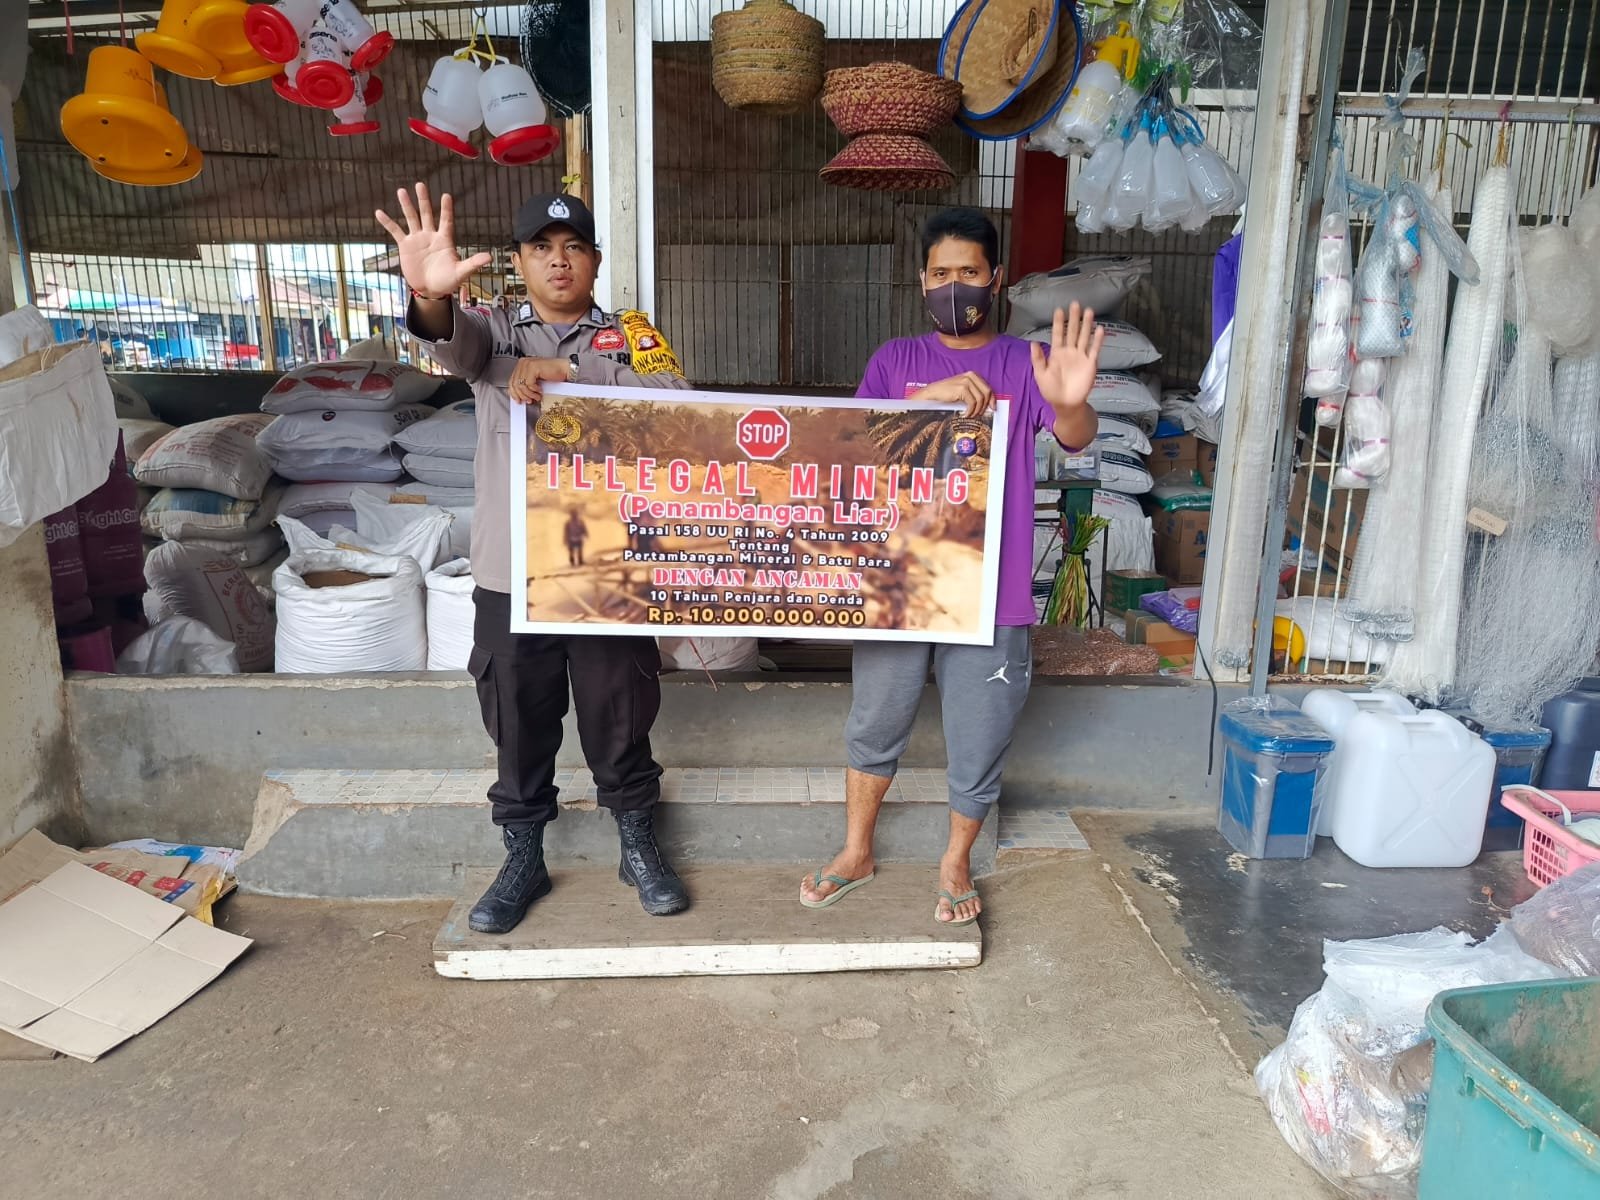 STOP
ILLEGAL MINING
(Penambangan Liar)
Pasal 158 UU RI No. 4 Tahun 2009
Tentang
Pertambangan Mineral & Batu Bara
DENGAN ANCAMAN
10 Tahun Penjara dan Denda
Rp. 10.000.000.000